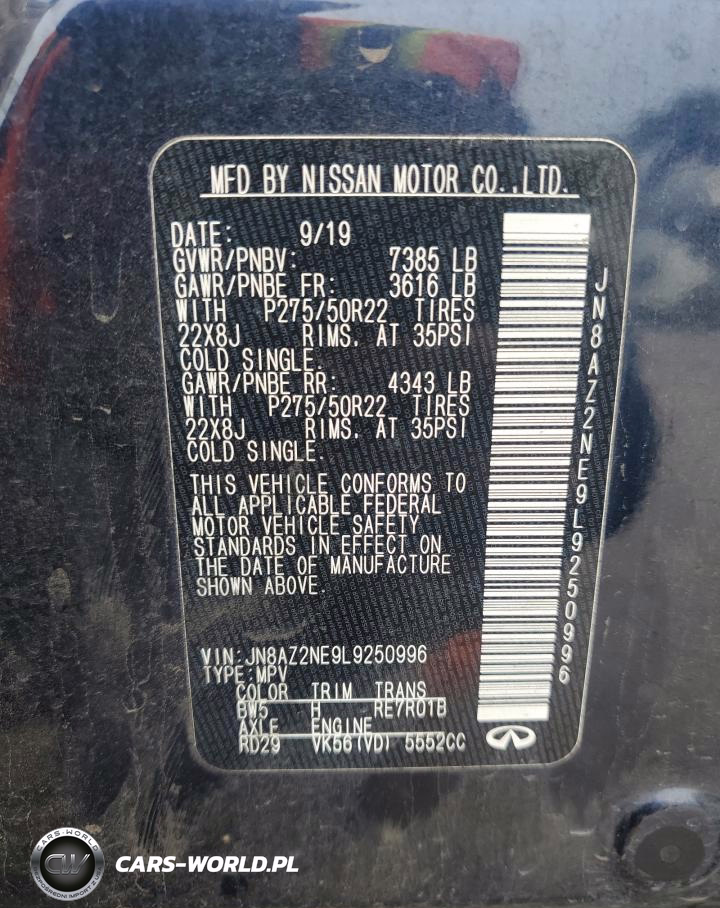 MFD BY NISSAN MOTOR CO.,LTD.
DATE: 9/19
GVWR/PNBV: 7385 LB
GAWR/PNBE FR: 3616 LB
WITH P275/50R22 TIRES
22X8J RIMS, AT 35PSI
COLD SINGLE.
GAWR/PNBE RR: 4343 LB
WITH P275/50R22 TIRES
22X8J RIMS, AT 35PSI
COLD SINGLE.
THIS VEHICLE CONFORMS TO
ALL APPLICABLE FEDERAL
MOTOR VEHICLE SAFETY
STANDARDS IN EFFECT ON
THE DATE OF MANUFACTURE
SHOWN ABOVE.
VIN:JN8AZ2NE9L9250996
TYPE:MPV
COLOR TRIM TRANS
BW5 H RE7R01B
AXLE ENGINE
RD29 VK56(VD) 5552CC
JN8AZ2NE9L9250996
CARS-WORLD
CW
CARS-WORLD.PL